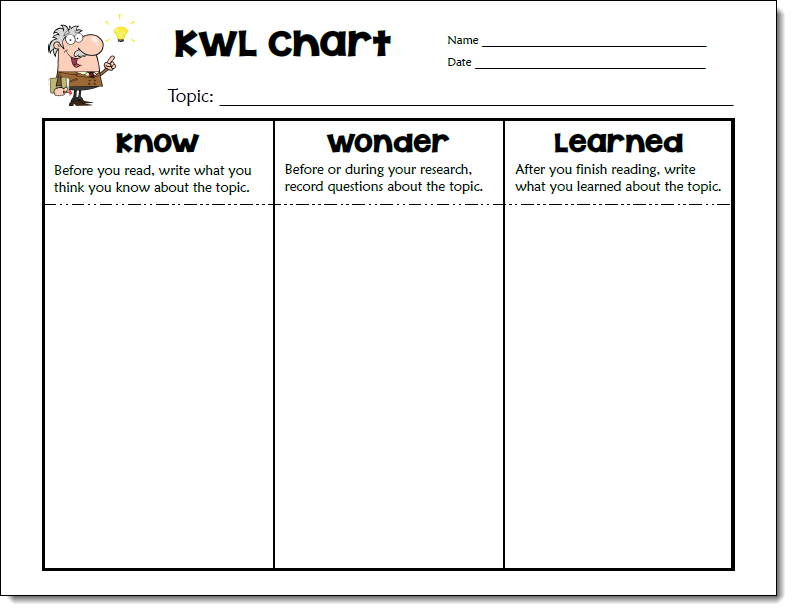 KWL Chart
Name
Date
Topic:
Know
Before you read, write what you
think you know about the topic.
Wonder
Before or during your research,
record questions about the topic.
Learned
After you finish reading, write
what you learned about the topic.